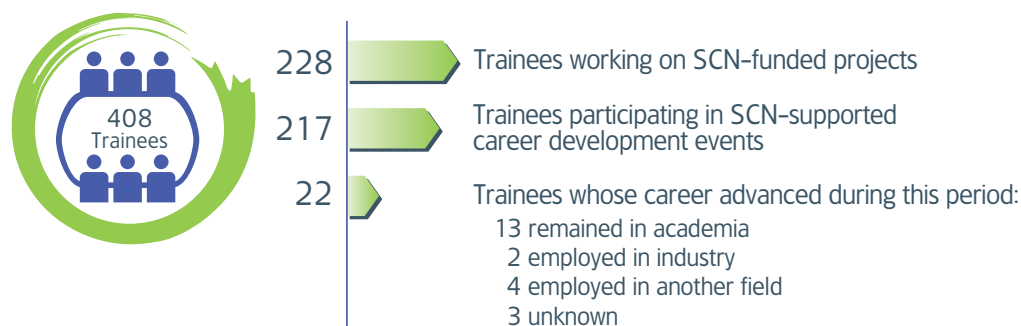 408
Trainees
228
Trainees working on SCN-funded projects
217
Trainees participating in SCN-supported
career development events
22
Trainees whose career advanced during this period:
13 remained in academia
2 employed in industry
4 employed in another field
3 unknown